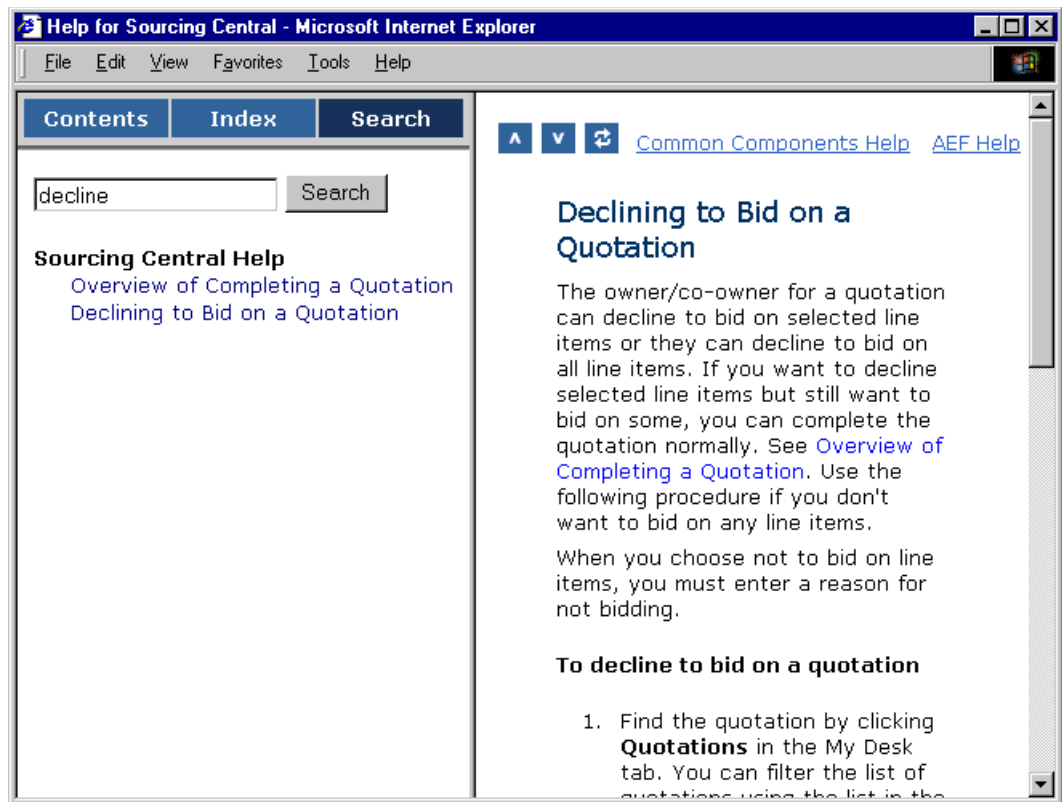 Help for Sourcing Central - Microsoft Internet Explorer
File Edit View Favorites Tools Help
Contents Index Search
decline Search
Sourcing Central Help
Overview of Completing a Quotation
Declining to Bid on a Quotation
Common Components Help AEF Help
Declining to Bid on a
Quotation
The owner/co-owner for a quotation
can decline to bid on selected line
items or they can decline to bid on
all line items. If you want to decline
selected line items but still want to
bid on some, you can complete the
quotation normally. See Overview of
Completing a Quotation. Use the
following procedure if you don't
want to bid on any line items.
When you choose not to bid on line
items, you must enter a reason for
not bidding.
To decline to bid on a quotation
1. Find the quotation by clicking
Quotations in the My Desk
tab. You can filter the list of
quotations using the list in the